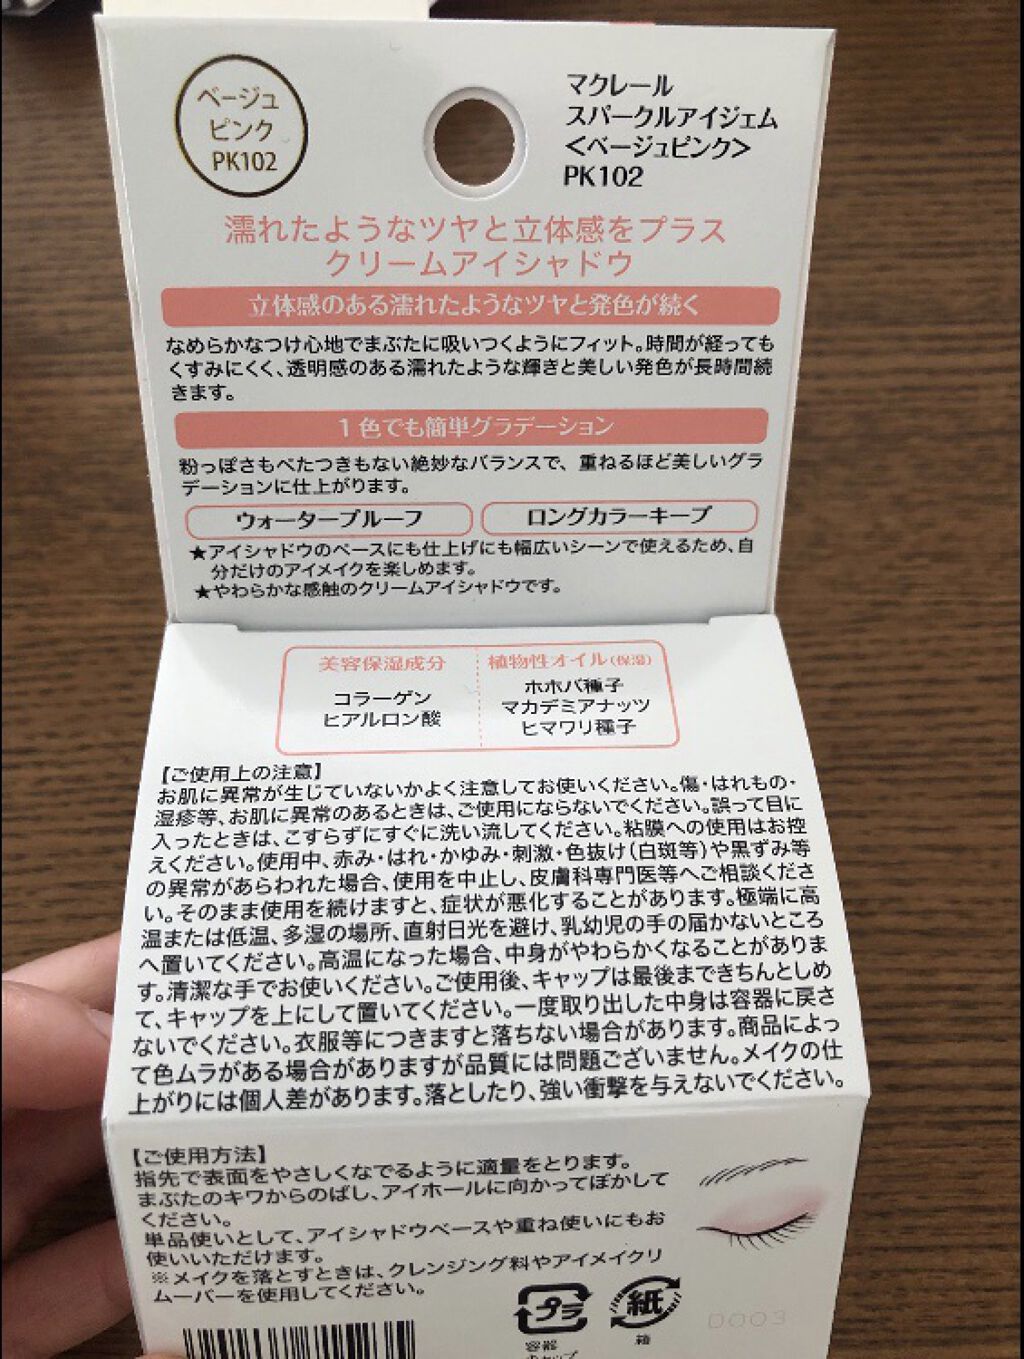 ベージュ
ピンク
PK102
マクレール
スパークルアイジェム
<ベージュピンク>
PK102
濡れたようなツヤと立体感をプラス
クリームアイシャドウ
立体感のある濡れたようなツヤと発色が続く
なめらかなつけ心地でまぶたに吸いつくようにフィット。時間が経っても
くすみにくく、透明感のある濡れたような輝きと美しい発色が長時間続
きます。
1色でも簡単グラデーション
粉っぽさもべたつきもない絶妙なバランスで、重ねるほど美しいグラ
デーションに仕上がります。
ウォータープルーフ
ロングカラーキープ
★アイシャドウのベースにも仕上げにも幅広いシーンで使えるため、自
分だけのアイメイクを楽しめます。
★やわらかな感触のクリームアイシャドウです。
美容保湿成分
コラーゲン
ヒアルロン酸
植物性オイル(保湿)
ホホバ種子
マカデミアナッツ
ヒマワリ種子
【ご使用上の注意】
お肌に異常が生じていないかよく注意してお使いください。傷・はれもの・
湿疹等、お肌に異常のあるときは、ご使用にならないでください。誤って目に
入ったときは、こすらずにすぐに洗い流してください。粘膜への使用はお控
えください。使用中、赤み・はれ・かゆみ・刺激・色抜け(白斑等)や黒ずみ等
の異常があらわれた場合、使用を中止し、皮膚科専門医等へご相談くださ
い。そのまま使用を続けますと、症状が悪化することがあります。極端に高
温または低温、多湿の場所、直射日光を避け、乳幼児の手の届かないところ
へ置いてください。高温になった場合、中身がやわらかくなることがありま
す。清潔な手でお使いください。ご使用後、キャップは最後まできちんとしめ
て、キャップを上にして置いてください。一度取り出した中身は容器に戻さ
ないでください。衣服等につきますと落ちない場合があります。商品によっ
て色ムラがある場合がありますが品質には問題ございません。メイクの仕
上がりには個人差があります。落としたり、強い衝撃を与えないでください。
【ご使用方法】
指先で表面をやさしくなでるように適量をとります。
まぶたのキワからのばし、アイホールに向かってぼかして
ください。
単品使いとして、アイシャドウベースや重ね使いにもお
使いいただけます。
※メイクを落とすときは、クレンジング料やアイメイクリ
ムーバーを使用してください。
プラ
容器
キャップ
紙
箱
D003